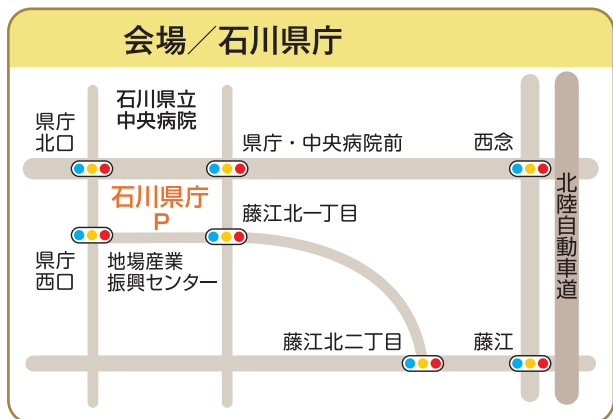 会場／石川県庁
石川県立
中央病院
県庁
北口
県庁・中央病院前
西念
石川県庁
P
藤江北一丁目
北陸自動車道
県庁
西口
地場産業
振興センター
藤江北二丁目
藤江